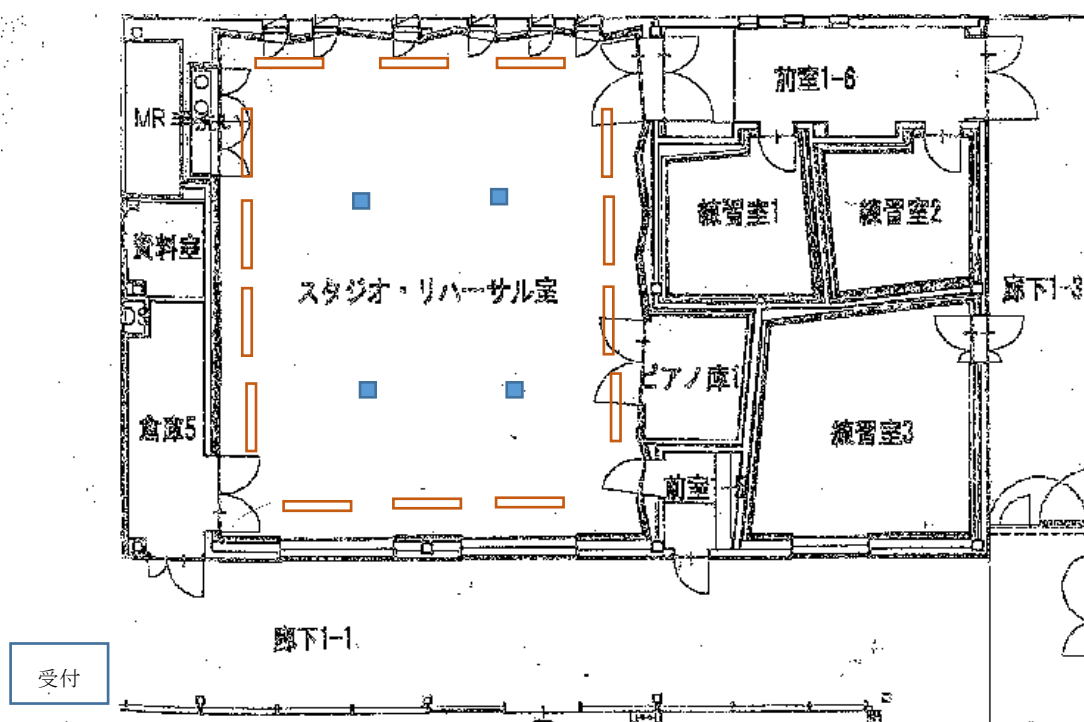 前室1-6
MR
練習室1
練習室2
資料室
スタジオ・リハーサル室
廊下1-3
ピアノ庫1
倉庫5
練習室3
前室
廊下1-1
受付